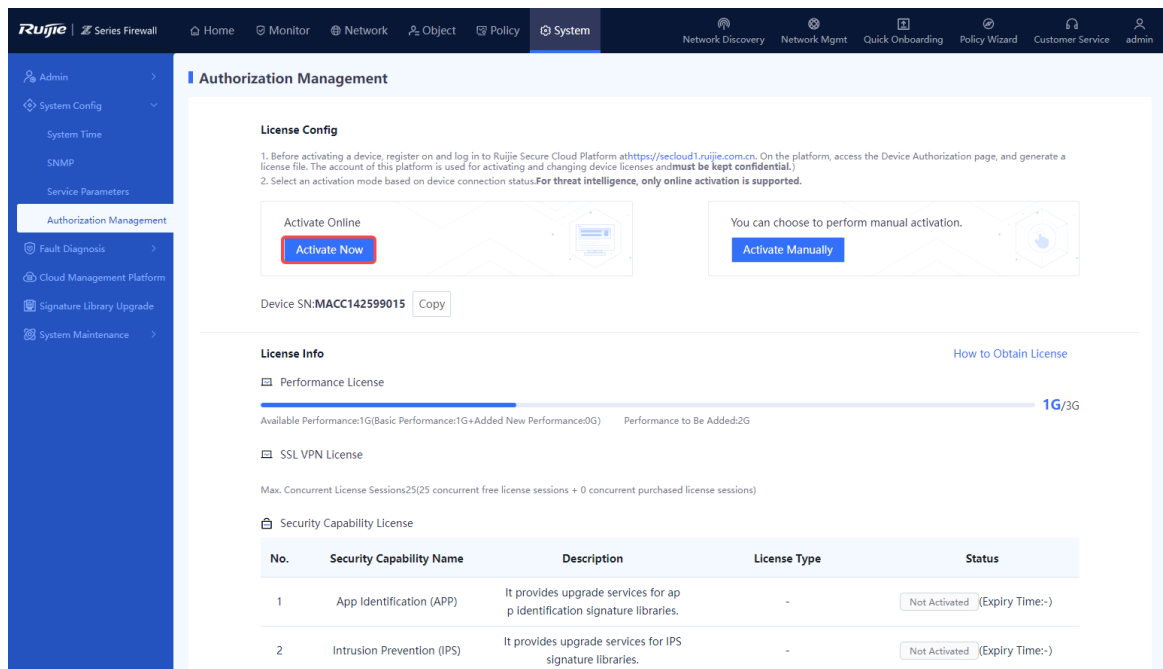 Ruijie | Z Series Firewall
Home
Monitor
Network
Object
Policy
System
Network Discovery
Network Mgmt
Quick Onboarding
Policy Wizard
Customer Service
admin
Admin
System Config
System Time
SNMP
Service Parameters
Authorization Management
Fault Diagnosis
Cloud Management Platform
Signature Library Upgrade
System Maintenance
Authorization Management
License Config
1. Before activating a device, register on and log in to Ruijie Secure Cloud Platform athttps://secloud1.ruijie.com.cn. On the platform, access the Device Authorization page, and generate a
license file. The account of this platform is used for activating and changing device licenses andmust be kept confidential.)
2. Select an activation mode based on device connection status.For threat intelligence, only online activation is supported.
Activate Online
Activate Now
You can choose to perform manual activation.
Activate Manually
Device SN:MACC142599015 Copy
License Info
How to Obtain License
Performance License
1G/3G
Available Performance:1G(Basic Performance:1G+Added New Performance:0G) Performance to Be Added:2G
SSL VPN License
Max. Concurrent License Sessions25(25 concurrent free license sessions + 0 concurrent purchased license sessions)
Security Capability License
No. Security Capability Name Description License Type Status
1 App Identification (APP) It provides upgrade services for ap
p identification signature libraries. - Not Activated (Expiry Time:-)
2 Intrusion Prevention (IPS) It provides upgrade services for IPS
signature libraries. - Not Activated (Expiry Time:-)